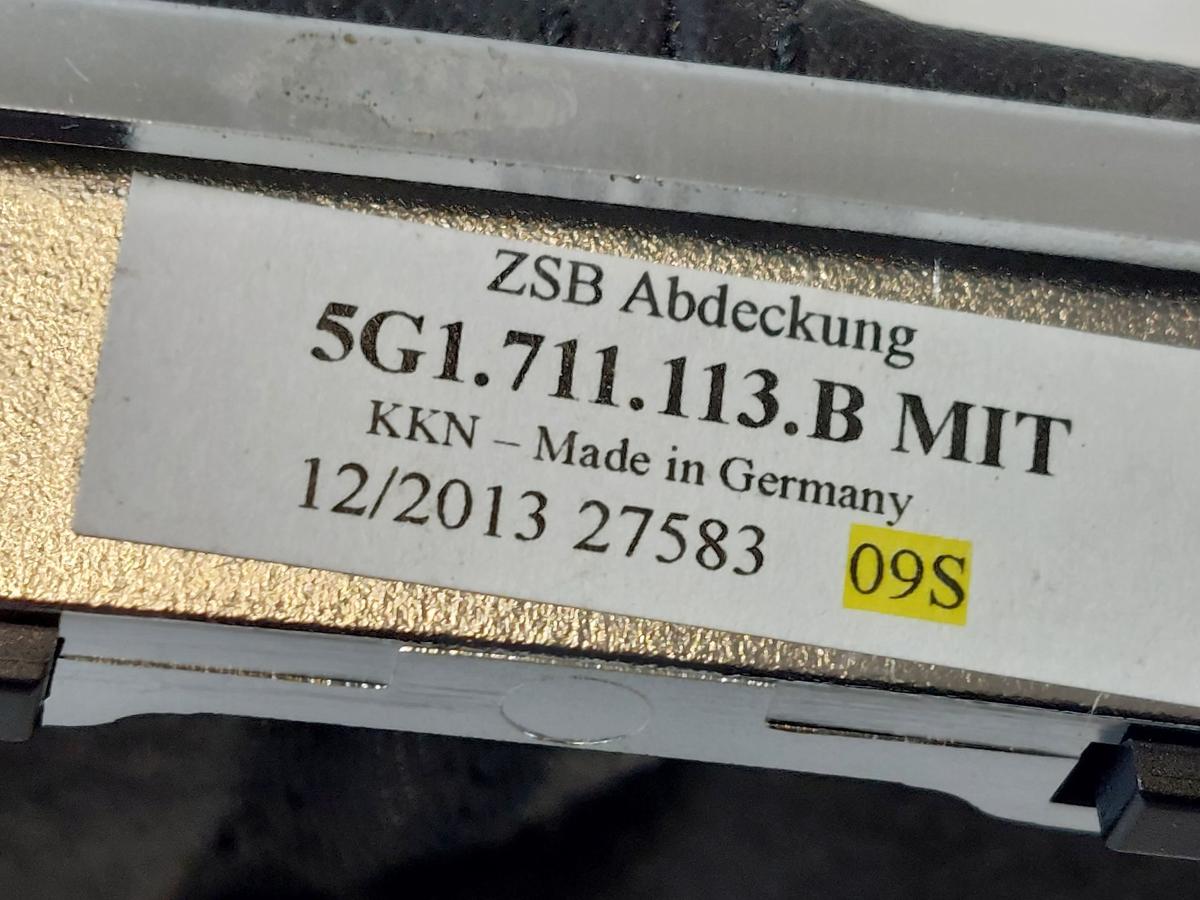 ZSB Abdeckung
5G1.711.113.B MIT
KKN – Made in Germany
12/2013 27583 09S